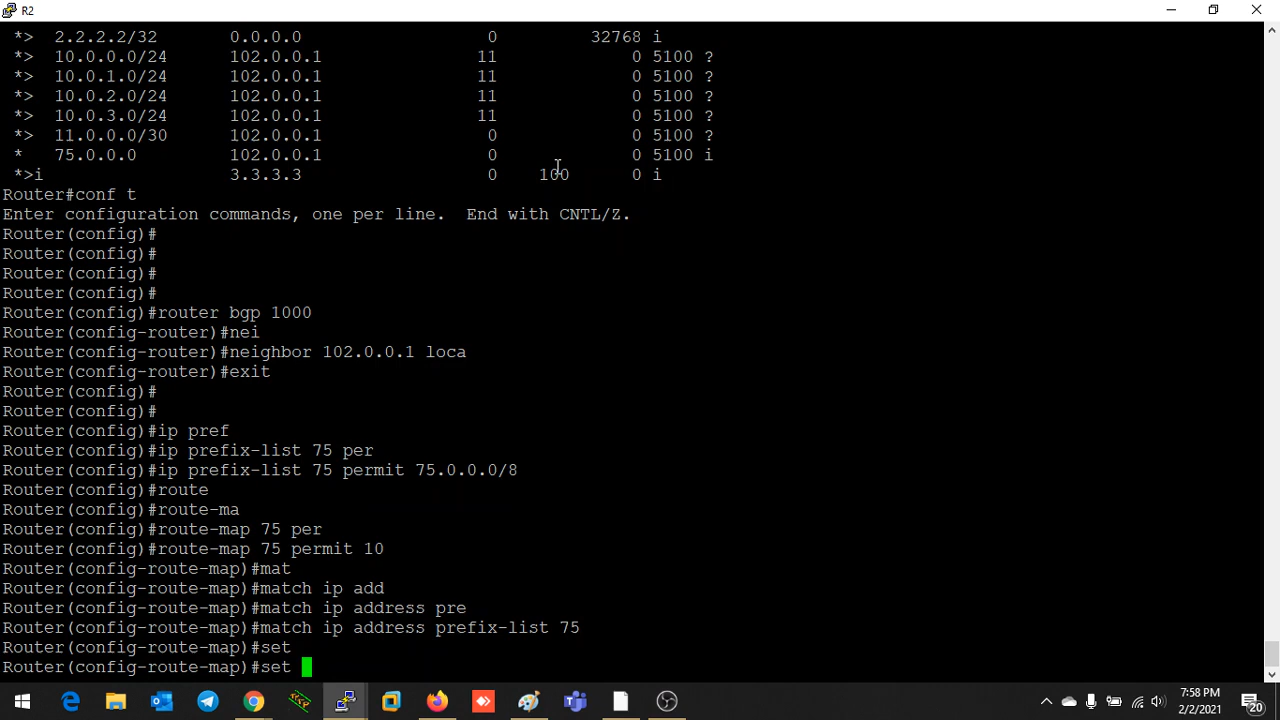 R2
*>  2.2.2.2/32       0.0.0.0                  0         32768 i
*>  10.0.0.0/24      102.0.0.1               11             0 5100 ?
*>  10.0.1.0/24      102.0.0.1               11             0 5100 ?
*>  10.0.2.0/24      102.0.0.1               11             0 5100 ?
*>  10.0.3.0/24      102.0.0.1               11             0 5100 ?
*>  11.0.0.0/30      102.0.0.1                0             0 5100 ?
*   75.0.0.0         102.0.0.1                0             0 5100 i
*>i                  3.3.3.3                  0    100      0 i
Router#conf t
Enter configuration commands, one per line.  End with CNTL/Z.
Router(config)#
Router(config)#
Router(config)#
Router(config)#
Router(config)#router bgp 1000
Router(config-router)#nei
Router(config-router)#neighbor 102.0.0.1 loca
Router(config-router)#exit
Router(config)#
Router(config)#
Router(config)#ip pref
Router(config)#ip prefix-list 75 per
Router(config)#ip prefix-list 75 permit 75.0.0.0/8
Router(config)#route
Router(config)#route-ma
Router(config)#route-map 75 per
Router(config)#route-map 75 permit 10
Router(config-route-map)#mat
Router(config-route-map)#match ip add
Router(config-route-map)#match ip address pre
Router(config-route-map)#match ip address prefix-list 75
Router(config-route-map)#set
Router(config-route-map)#set
7:58 PM
2/2/2021
20